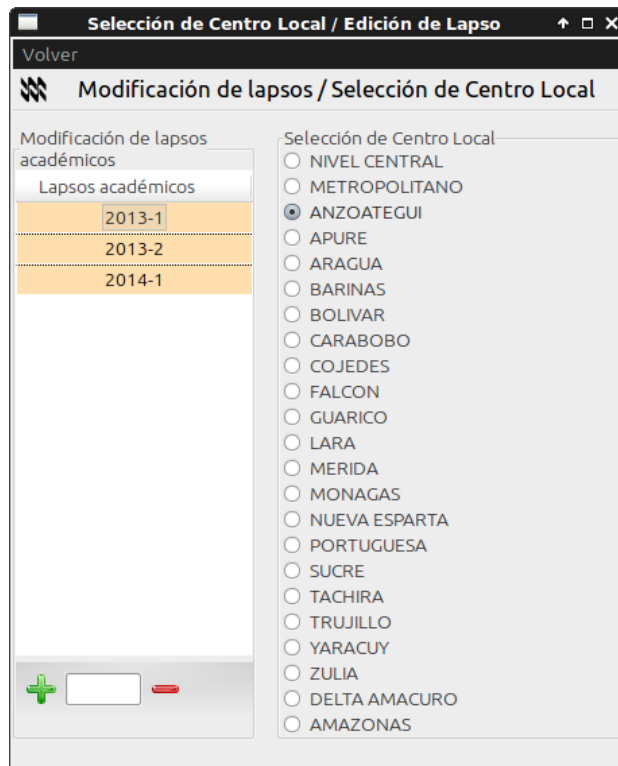 Selección de Centro Local / Edición de Lapso
Volver
Modificación de lapsos / Selección de Centro Local
Modificación de lapsos
académicos
Lapsos académicos
2013-1
2013-2
2014-1
Selección de Centro Local
NIVEL CENTRAL
METROPOLITANO
ANZOATEGUI
APURE
ARAGUA
BARINAS
BOLIVAR
CARABOBO
COJEDES
FALCON
GUARICO
LARA
MERIDA
MONAGAS
NUEVA ESPARTA
PORTUGUESA
SUCRE
TACHIRA
TRUJILLO
YARACUY
ZULIA
DELTA AMACURO
AMAZONAS